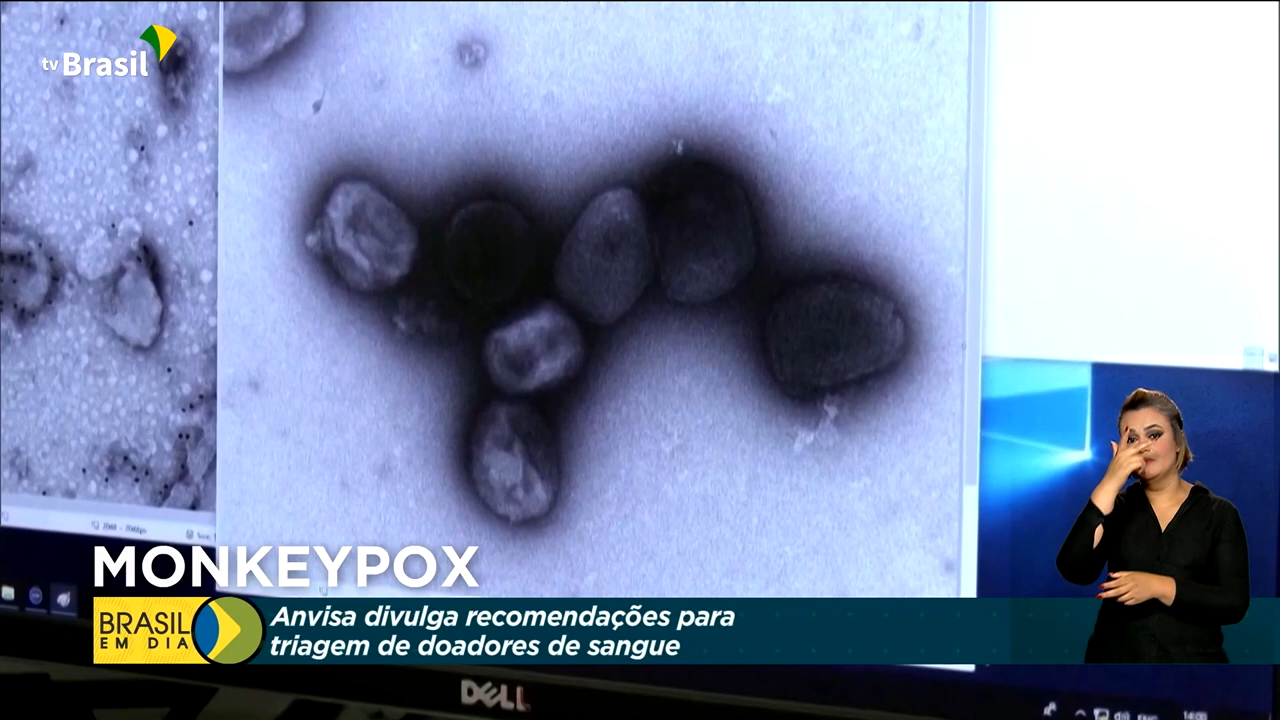 tv Brasil
MONKEYPOX
BRASIL
EM DIA
Anvisa divulga recomendações para
triagem de doadores de sangue
DELL